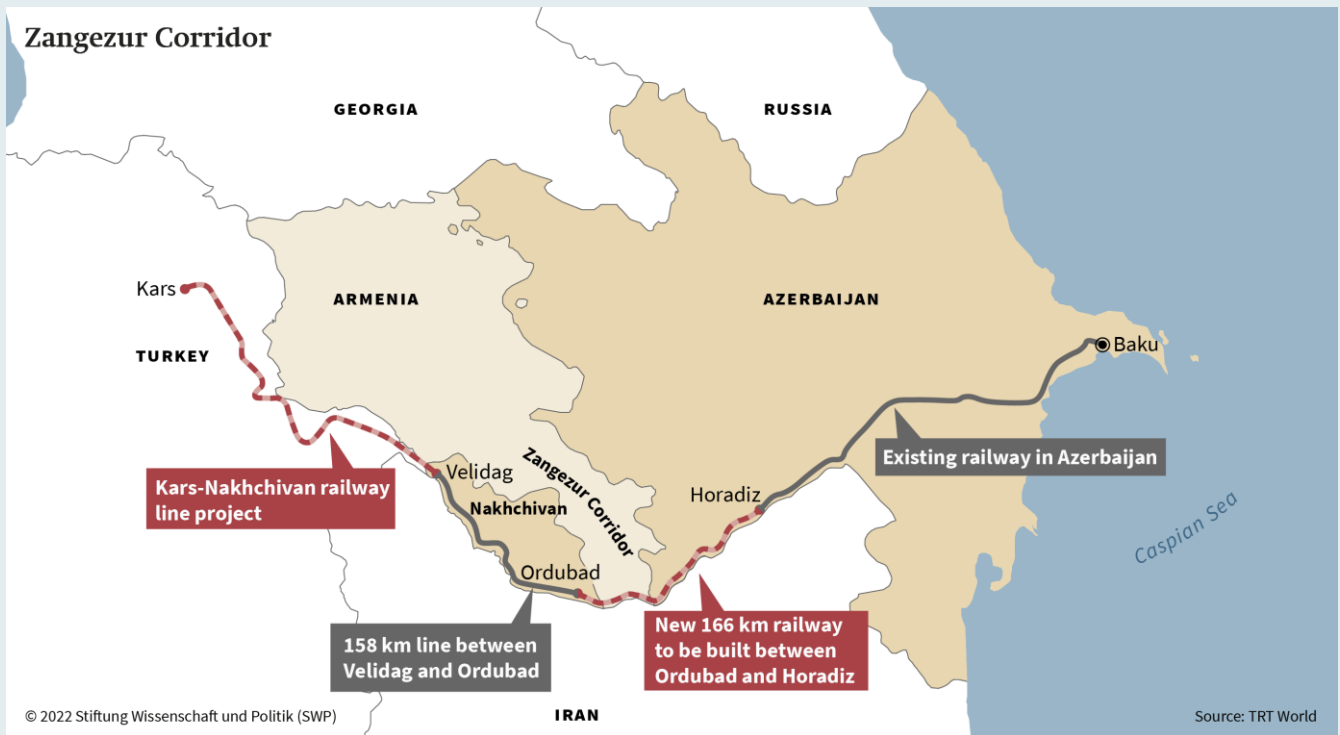 Zangezur Corridor
GEORGIA
RUSSIA
Kars
ARMENIA
AZERBAIJAN
TURKEY
Baku
Existing railway in Azerbaijan
Velidag
Zangezur Corridor
Kars-Nakhchivan railway
line project
Horadiz
Nakhchivan
Caspian Sea
Ordubad
158 km line between
Velidag and Ordubad
New 166 km railway
to be built between
Ordubad and Horadiz
IRAN
© 2022 Stiftung Wissenschaft und Politik (SWP)
Source: TRT World